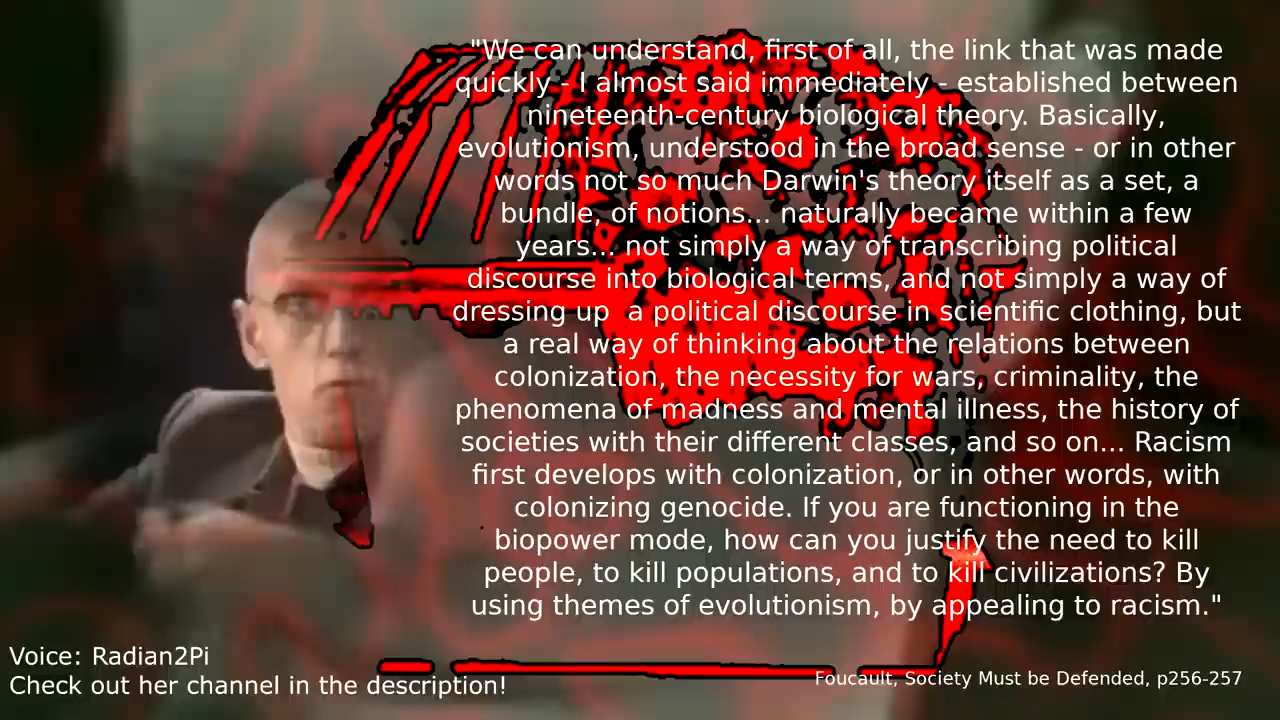 "We can understand, first of all, the link that was made
quickly - I almost said immediately - established between
nineteenth-century biological theory. Basically,
evolutionism, understood in the broad sense - or in other
words not so much Darwin's theory itself as a set, a
bundle, of notions... naturally became within a few
years... not simply a way of transcribing political
discourse into biological terms, and not simply a way of
dressing up  a political discourse in scientific clothing, but
a real way of thinking about the relations between
colonization, the necessity for wars, criminality, the
phenomena of madness and mental illness, the history of
societies with their different classes, and so on... Racism
first develops with colonization, or in other words, with
colonizing genocide. If you are functioning in the
biopower mode, how can you justify the need to kill
people, to kill populations, and to kill civilizations? By
using themes of evolutionism, by appealing to racism."
Voice: Radian2Pi
Check out her channel in the description!
Foucault, Society Must be Defended, p256-257